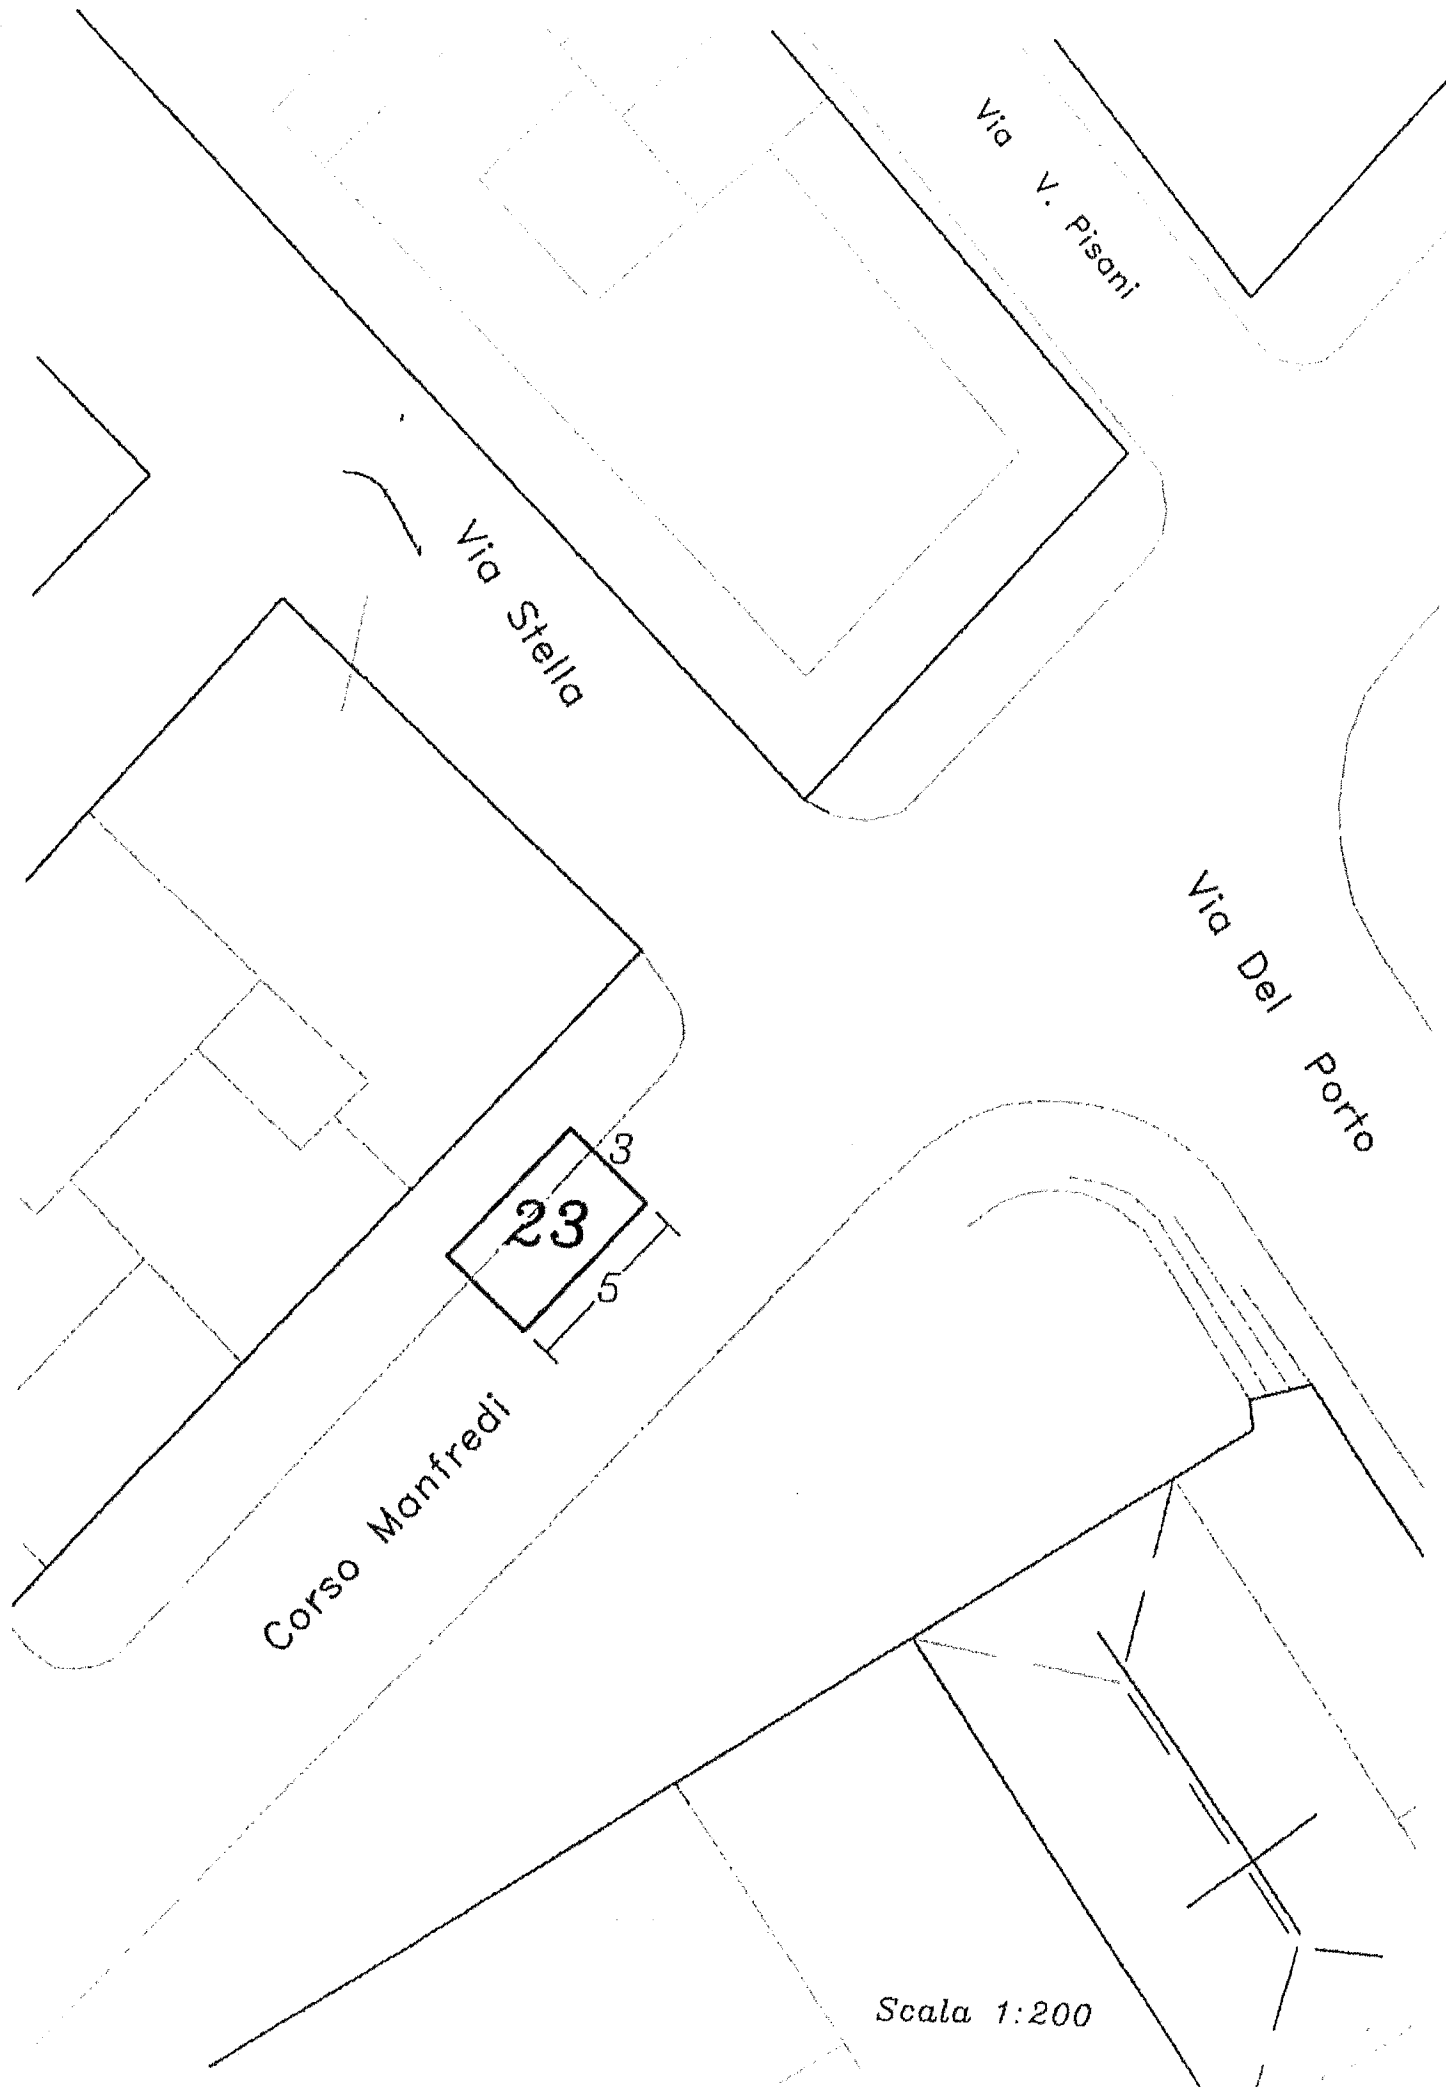 Via V. Pisani
Via Stella
Via Del Porto
3
23
5
Corso Manfredi
Scala 1:200